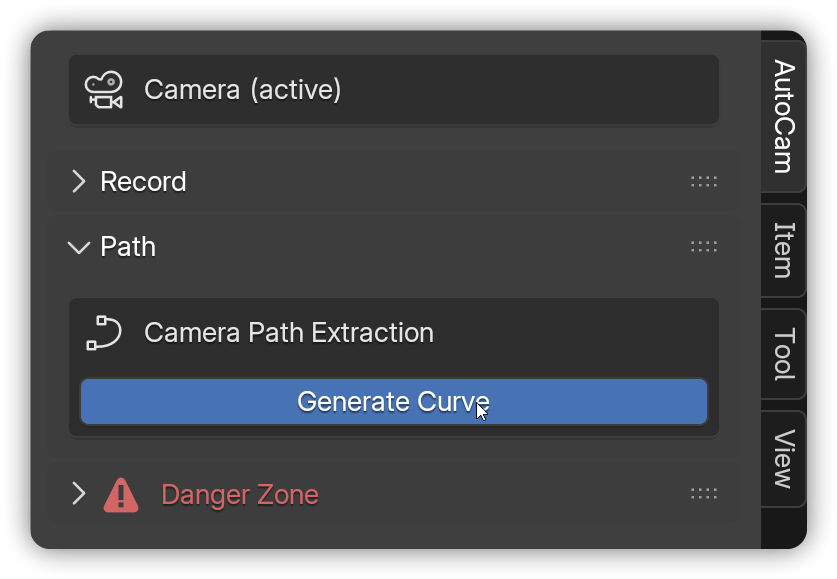 Camera (active)
Record
Path
Camera Path Extraction
Generate Curve
Danger Zone
AutoCam
Item
Tool
View